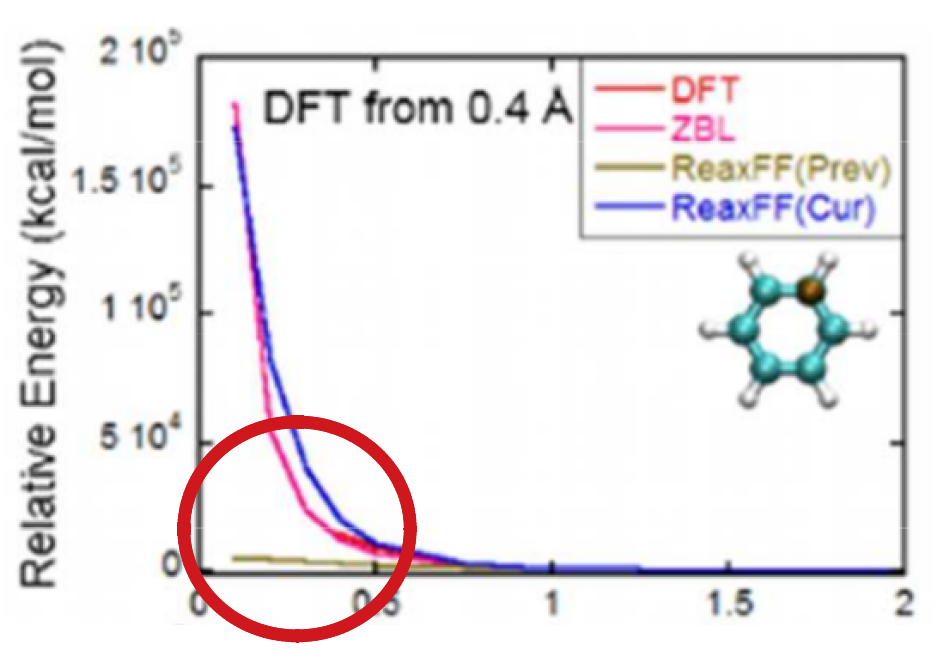 2 10⁵
DFT from 0.4 Å
DFT
ZBL
ReaxFF(Prev)
ReaxFF(Cur)
1.5 10⁵
1 10⁵
5 10⁴
0
Relative Energy (kcal/mol)
0 0.5 1 1.5 2